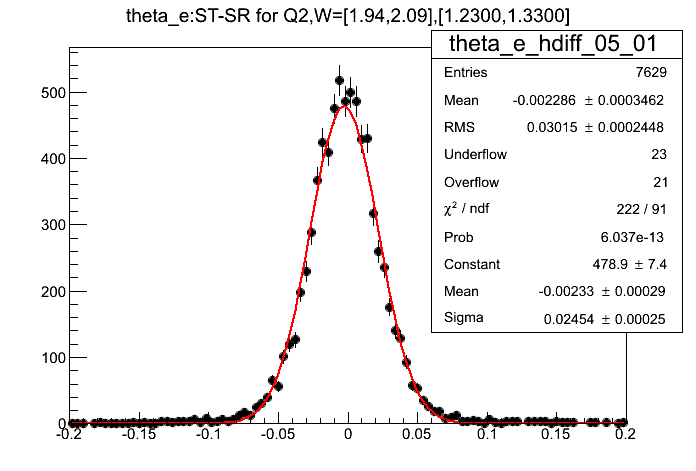 theta_e:ST-SR for Q2,W=[1.94,2.09],[1.2300,1.3300]
theta_e_hdiff_05_01
Entries 7629
Mean -0.002286 ± 0.0003462
RMS 0.03015 ± 0.0002448
Underflow 23
Overflow 21
χ² / ndf 222 / 91
Prob 6.037e-13
Constant 478.9 ± 7.4
Mean -0.00233 ± 0.00029
Sigma 0.02454 ± 0.00025
500
400
300
200
100
0
-0.2 -0.15 -0.1 -0.05 0 0.05 0.1 0.15 0.2